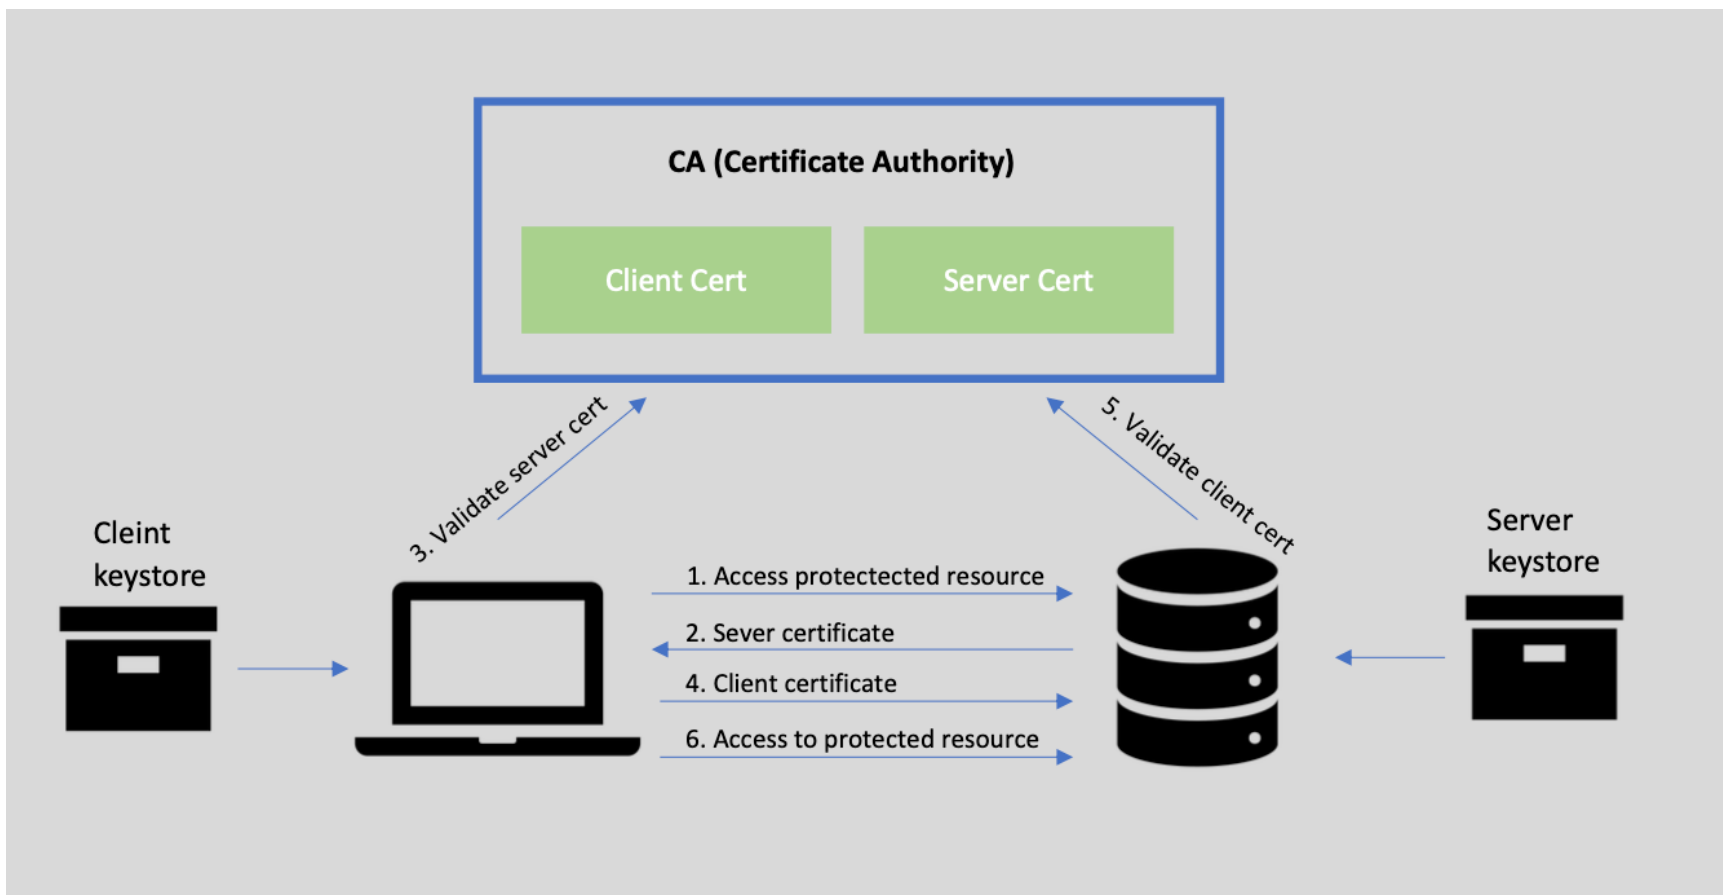 CA (Certificate Authority)
Client Cert
Server Cert
3. Validate server cert
5. Validate client cert
Cleint
keystore
Server
keystore
1. Access protectected resource
2. Sever certificate
4. Client certificate
6. Access to protected resource